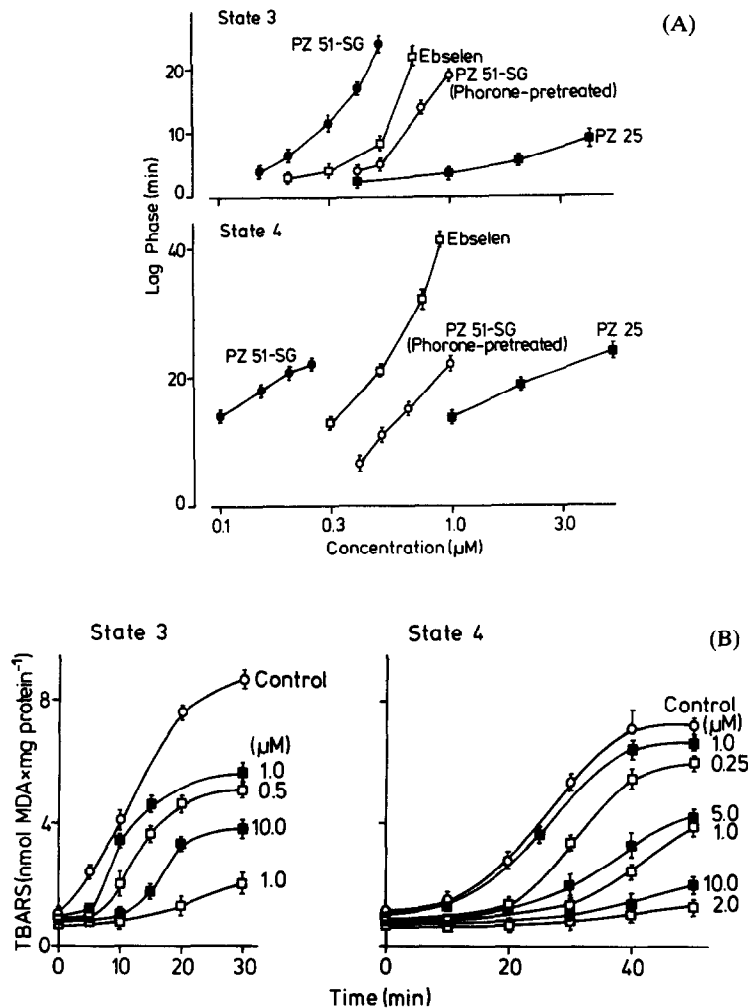 State 3
(A)
PZ 51-SG
Ebselen
PZ 51-SG
(Phorone-pretreated)
PZ 25
20
10
0
Lag Phase (min)
State 4
Ebselen
PZ 51-SG
PZ 51-SG
(Phorone-pretreated)
PZ 25
40
20
0
0.1
0.3
1.0
3.0
Concentration (µM)
State 3
State 4
(B)
TBARS (nmol MDA×mg protein⁻¹)
8
4
0
Control
(µM)
1.0
0.5
10.0
1.0
0
10
20
30
Control
(µM)
1.0
0.25
5.0
1.0
10.0
2.0
0
20
40
Time (min)